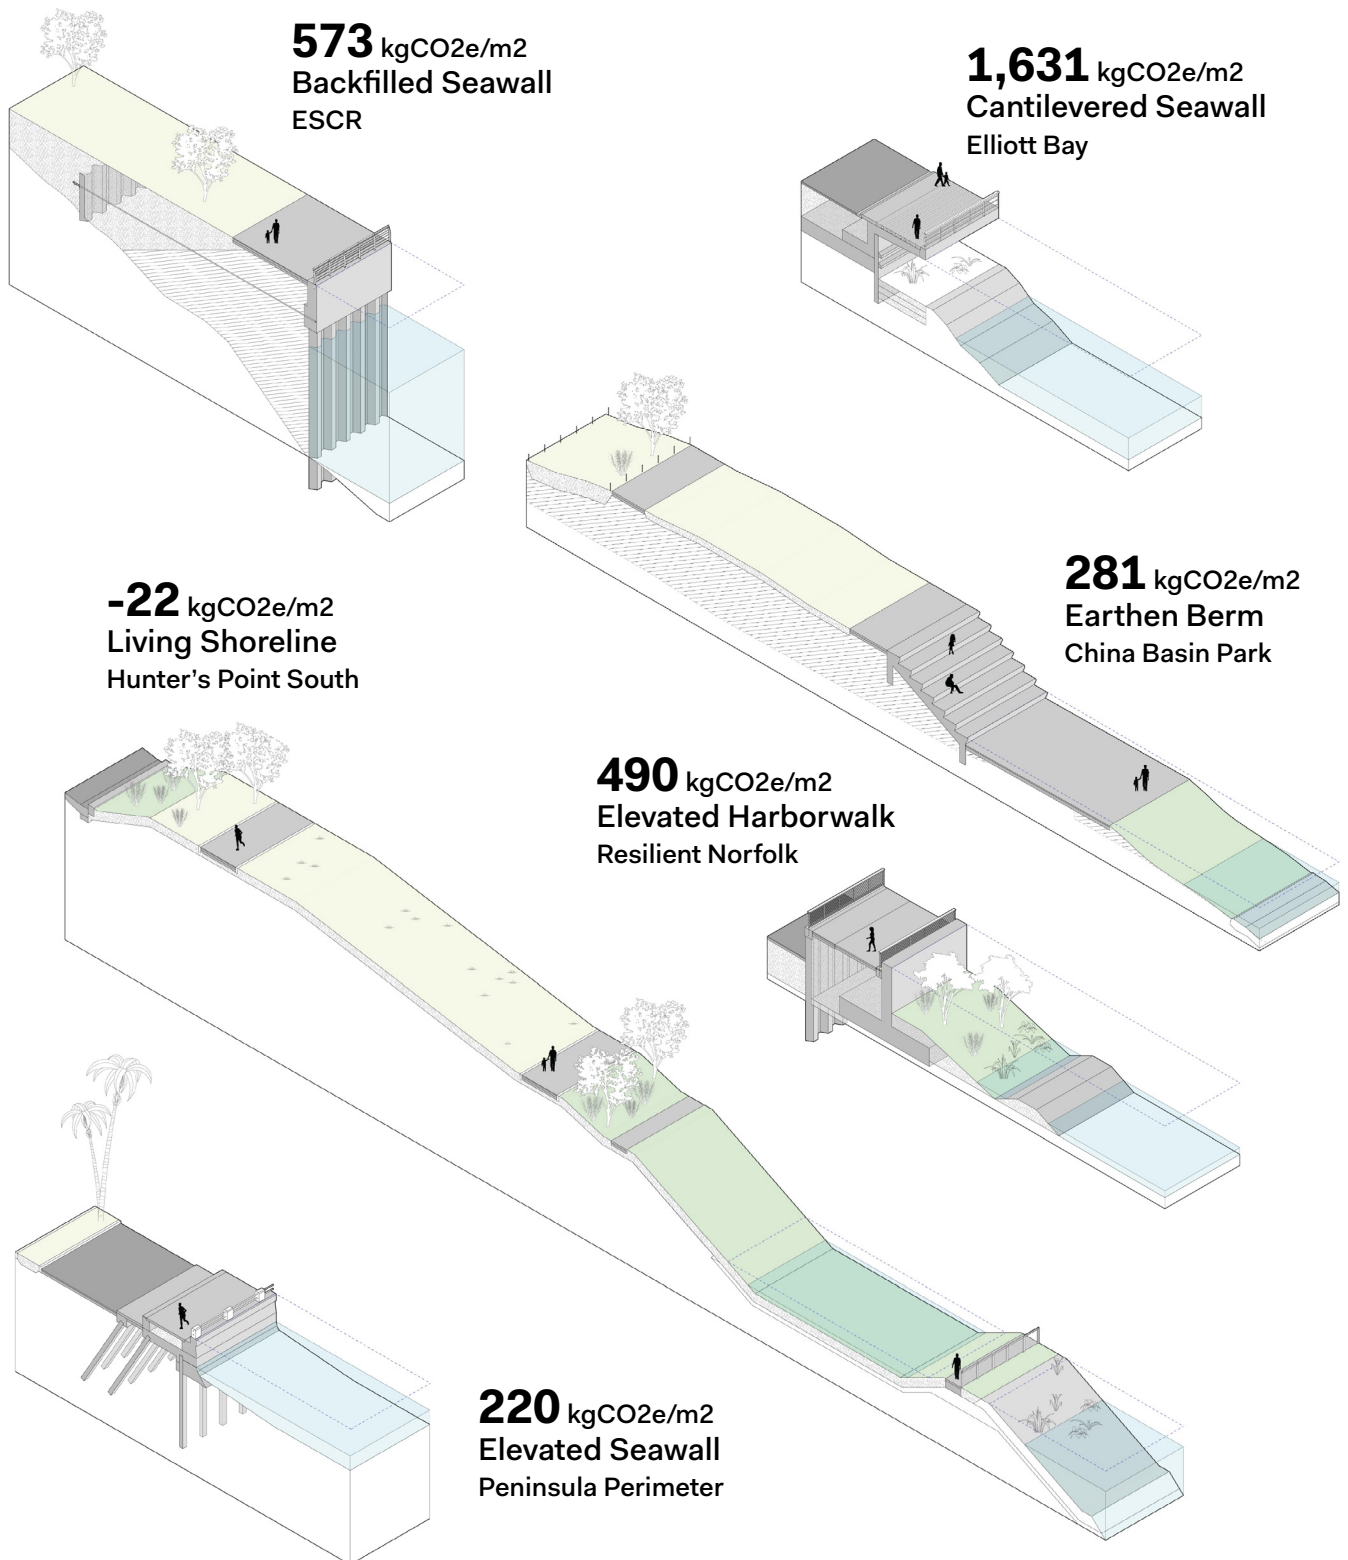 573 kgCO2e/m2
Backfilled Seawall
ESCR
1,631 kgCO2e/m2
Cantilevered Seawall
Elliott Bay
281 kgCO2e/m2
Earthen Berm
China Basin Park
-22 kgCO2e/m2
Living Shoreline
Hunter's Point South
490 kgCO2e/m2
Elevated Harborwalk
Resilient Norfolk
220 kgCO2e/m2
Elevated Seawall
Peninsula Perimeter